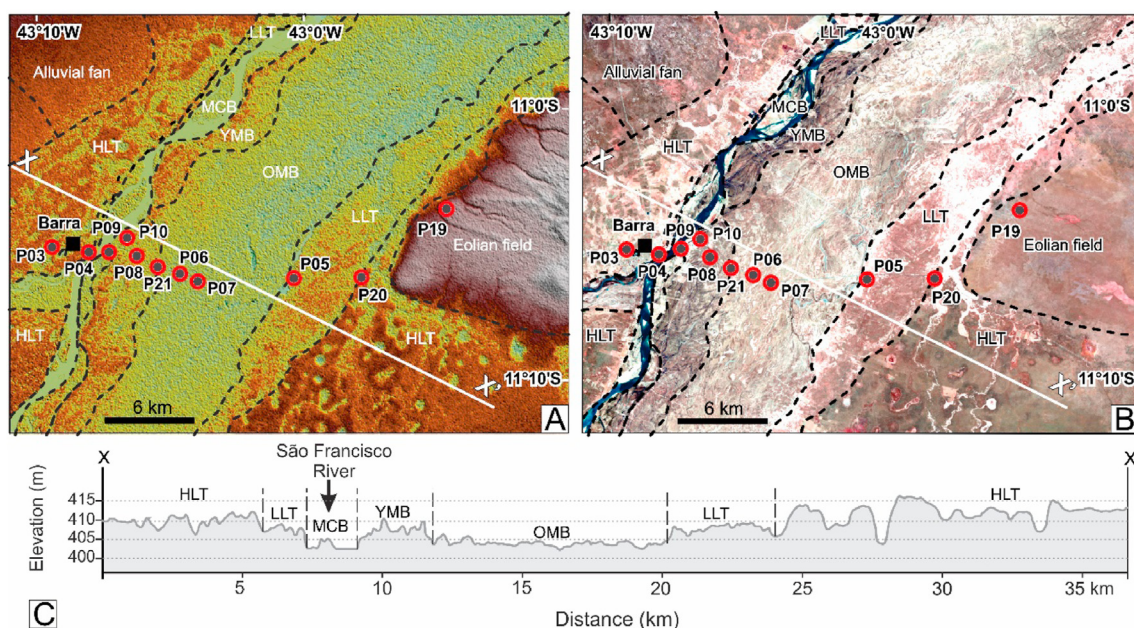 43°10'W
LLT
43°0'W
Alluvial fan
MCB
11°0'S
YMB
HLT
X
OMB
LLT
Barra
P09
P10
P19
Eolian field
P03
P04
P08
P06
P21
P07
P05
P20
HLT
HLT
X'
11°10'S
6 km
A
43°10'W
LLT
43°0'W
Alluvial fan
MCB
11°0'S
YMB
HLT
X
OMB
LLT
Barra
P09
P10
P19
Eolian field
P03
P04
P08
P06
P21
P07
P05
P20
HLT
HLT
X'
11°10'S
6 km
B
X
São Francisco
River
X'
Elevation (m)
415
410
405
400
HLT
LLT
MCB
YMB
OMB
LLT
HLT
5
10
15
20
25
30
35 km
Distance (km)
C